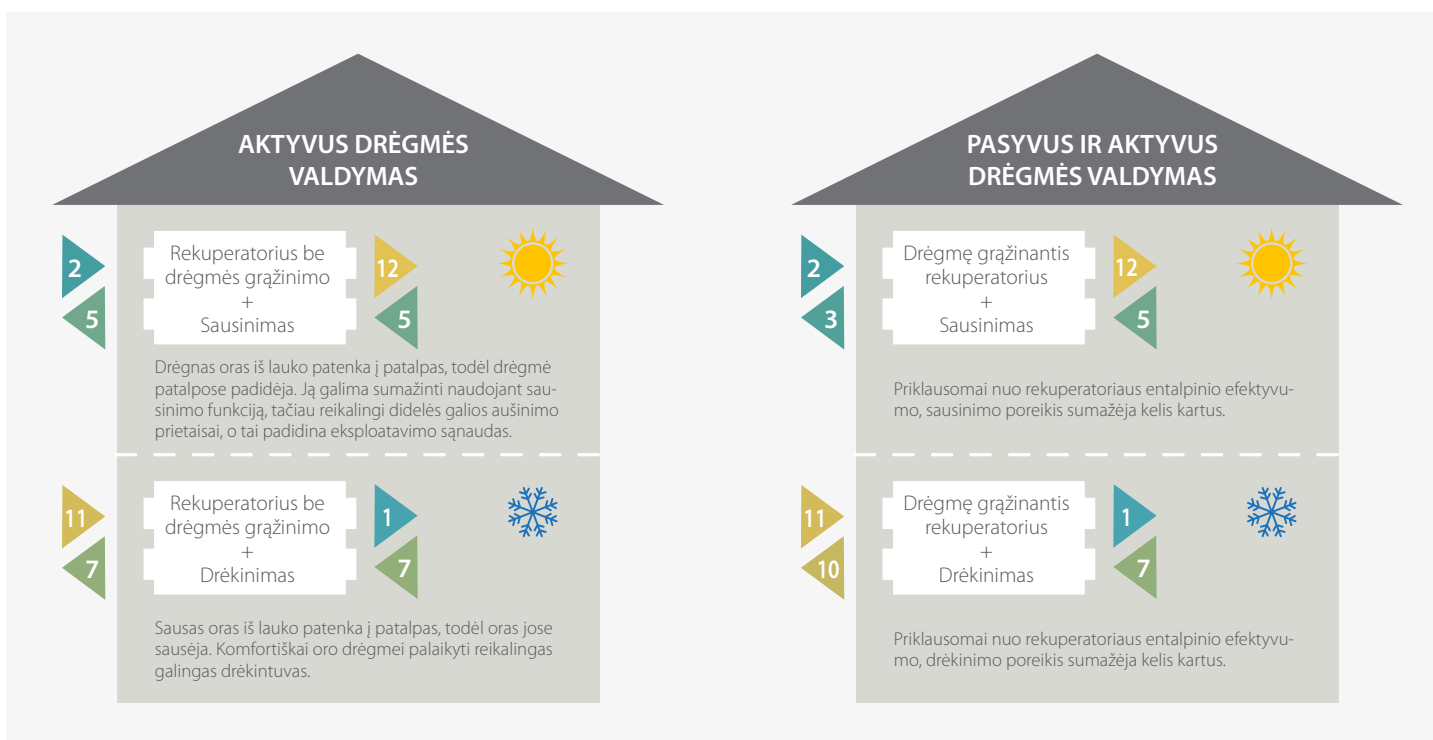 AKTYVUS DRĖGMĖS
VALDYMAS
2
5
Rekuperatorius be
drėgmės grąžinimo
+
Sausinimas
12
5
Drėgnas oras iš lauko patenka į patalpas, todėl drėgmė
patalpose padidėja. Ją galima sumažinti naudojant sau-
sinimo funkciją, tačiau reikalingi didelės galios aušinimo
prietaisai, o tai padidina eksploatavimo sąnaudas.
11
7
Rekuperatorius be
drėgmės grąžinimo
+
Drėkinimas
1
7
Sausas oras iš lauko patenka į patalpas, todėl oras jose
sausėja. Komfortiškai oro drėgmei palaikyti reikalingas
galingas drėkintuvas.
PASYVUS IR AKTYVUS
DRĖGMĖS VALDYMAS
2
3
Drėgmę grąžinantis
rekuperatorius
+
Sausinimas
12
5
Priklausomai nuo rekuperatoriaus entalpinio efektyvu-
mo, sausinimo poreikis sumažėja kelis kartus.
11
10
Drėgmę grąžinantis
rekuperatorius
+
Drėkinimas
1
7
Priklausomai nuo rekuperatoriaus entalpinio efektyvu-
mo, drėkinimo poreikis sumažėja kelis kartus.